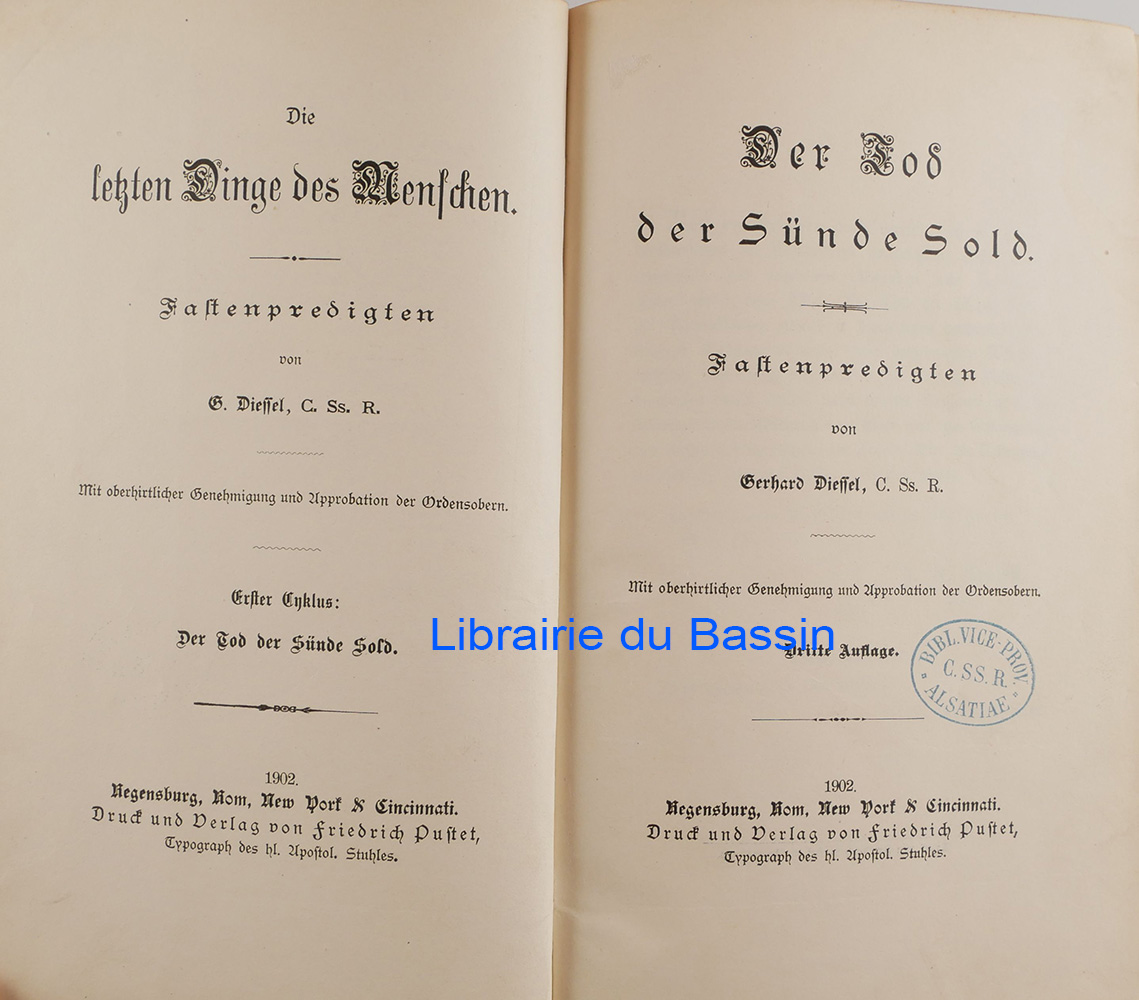 Die
letzten Dinge des Menschen.
Fastenpredigten
von
G. Diessel, C. Ss. R.
Mit oberhirtlicher Genehmigung und Approbation der Ordensobern.
Erster Cyklus:
Der Tod der Sünde Sold.
1902.
Regensburg, Rom, New York & Cincinnati.
Druck und Verlag von Friedrich Pustet,
Typograph des hl. Apostol. Stuhles.
Der Tod
der Sünde Sold.
Fastenpredigten
von
Gerhard Diessel, C. Ss. R.
Mit oberhirtlicher Genehmigung und Approbation der Ordensobern.
Librairie du Bassin
Dritte Auflage.
BIBL. VICE-PROV.
C. SS. R.
ALSATIAE
1902.
Regensburg, Rom, New York & Cincinnati.
Druck und Verlag von Friedrich Pustet,
Typograph des hl. Apostol. Stuhles.